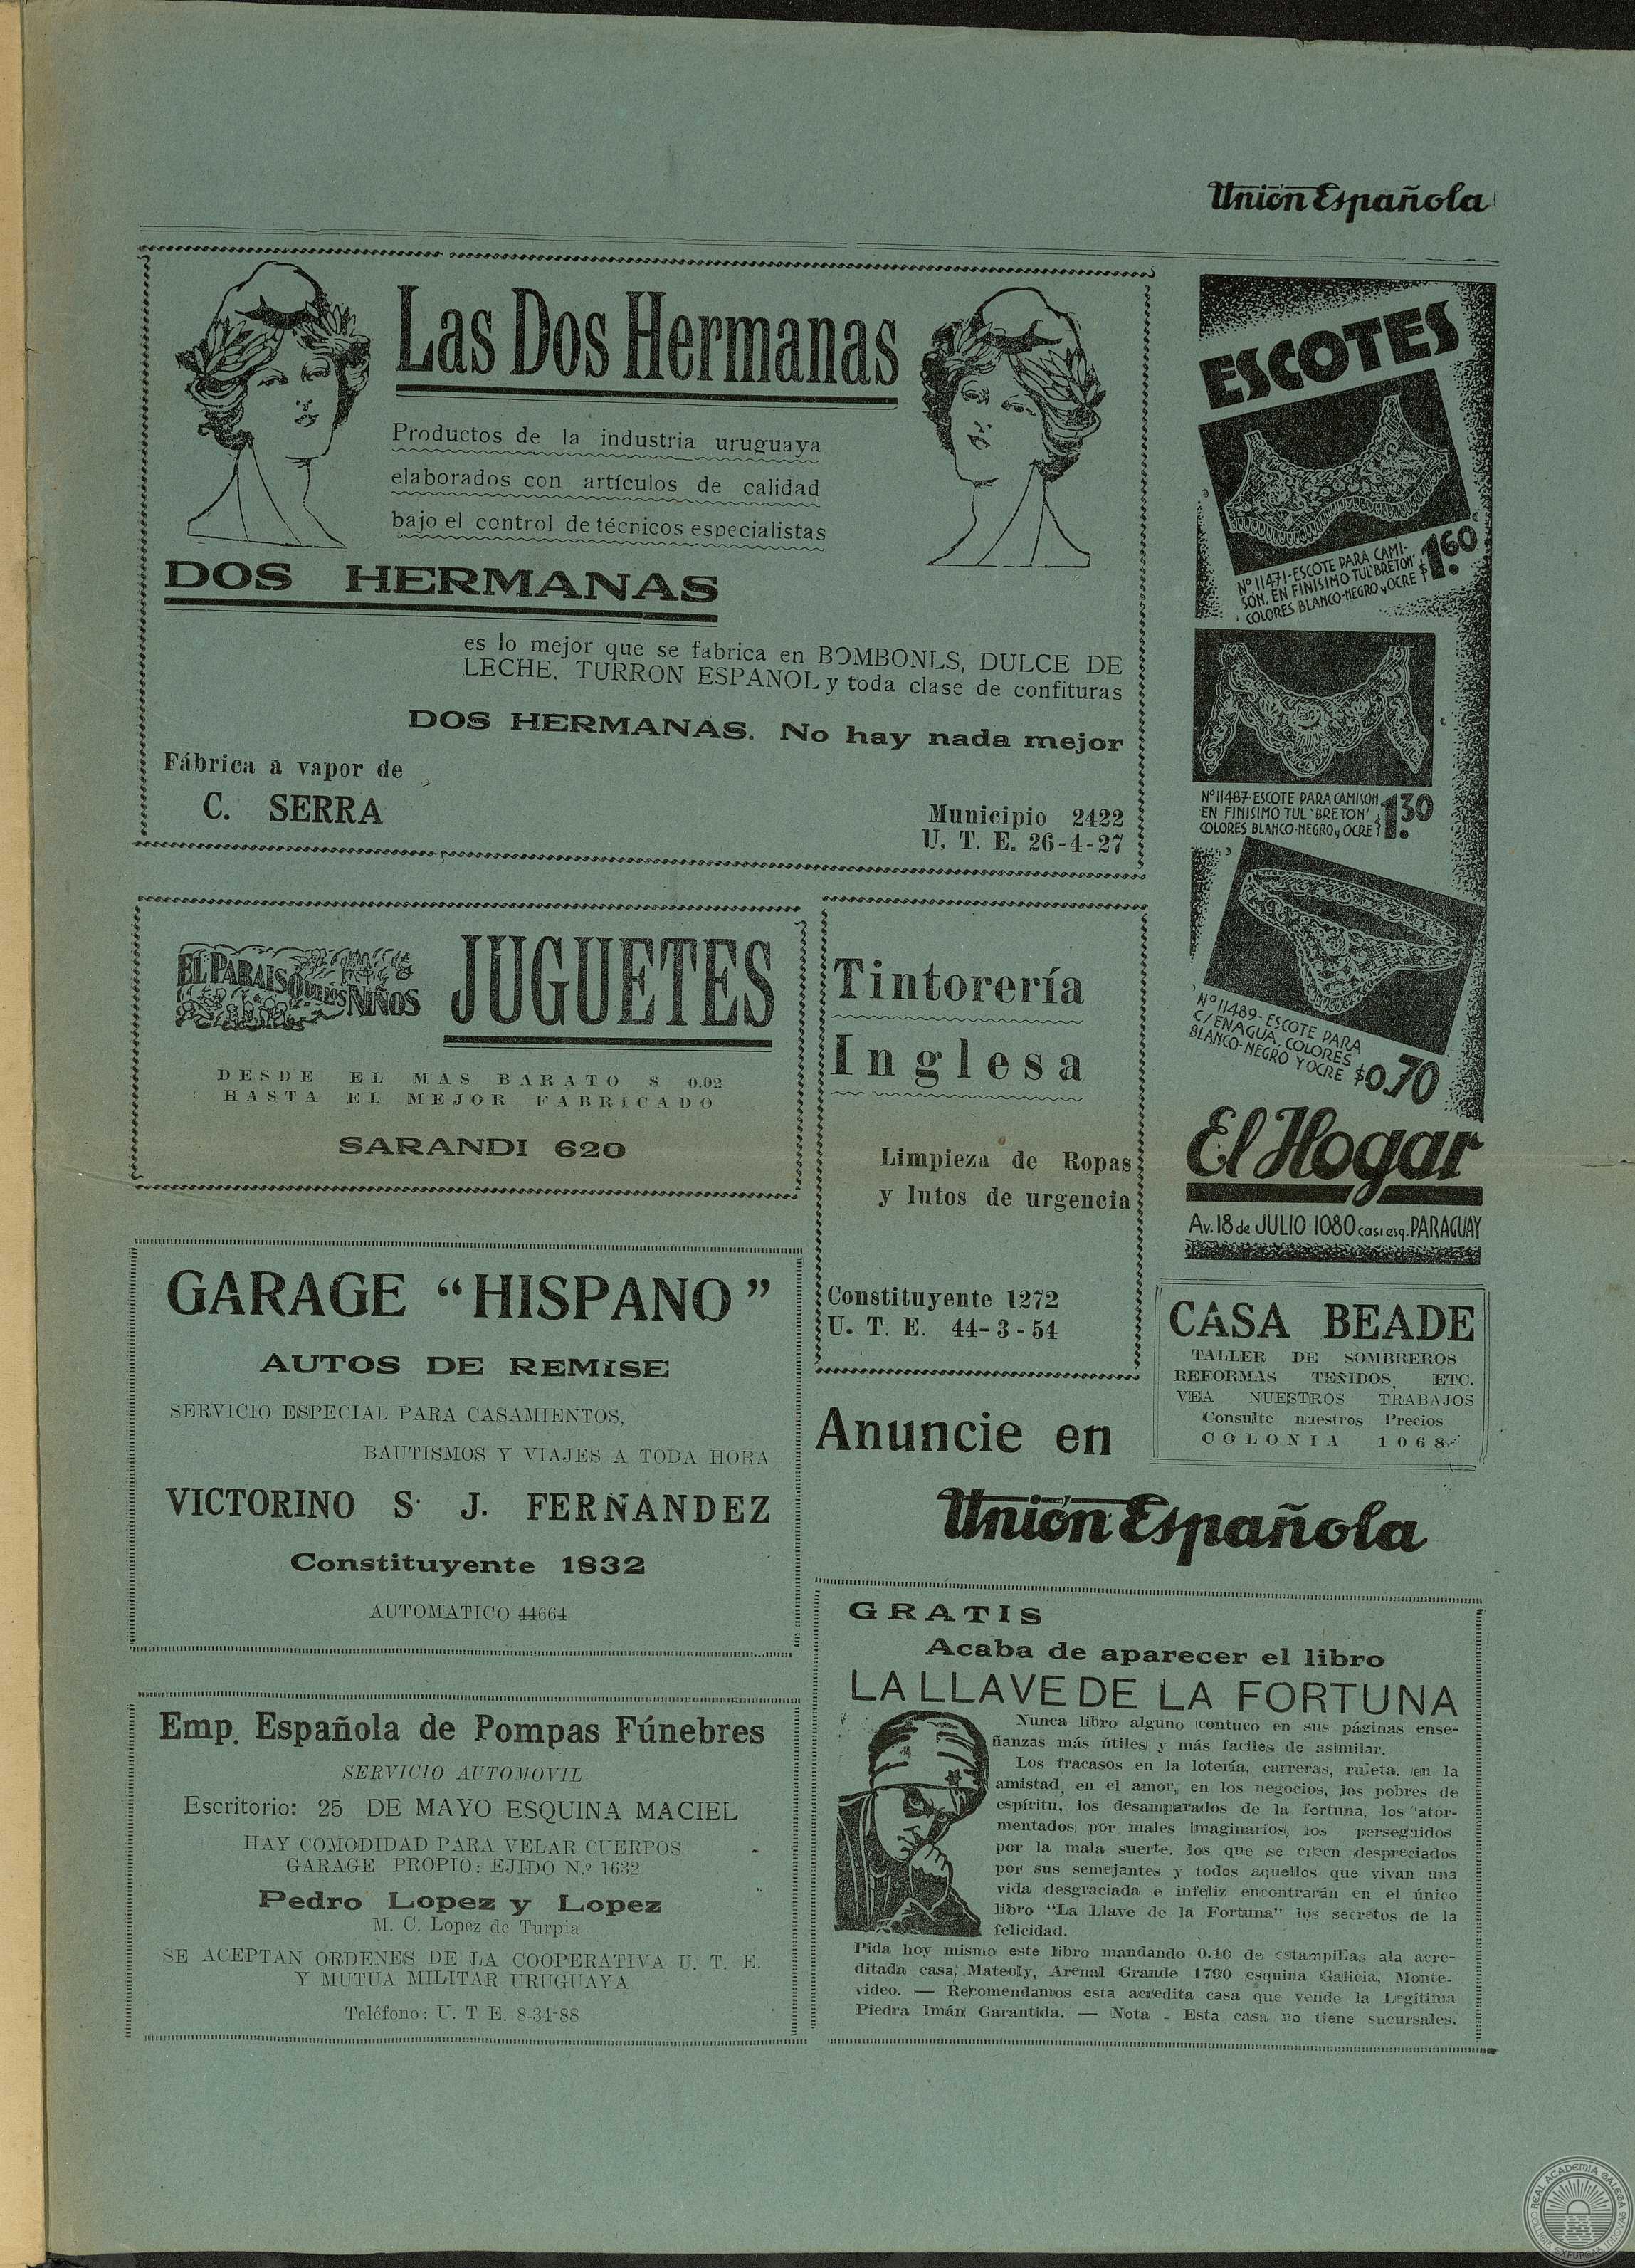 Unión Española
Las Dos Hermanas
Productos de la industria uruguaya
elaborados con artículos de calidad
bajo el control de técnicos especialistas
DOS HERMANAS
es lo mejor que se fabrica en BOMBONES, DULCE DE
LECHE, TURRON ESPANOL y toda clase de confituras
DOS HERMANAS. No hay nada mejor
Fábrica a vapor de
C. SERRA
Municipio 2422
U. T. E. 26-4-27
ESCOTES
Nº 11471-ESCOTE PARA CAMI-
SON, EN FINISIMO TUL 'BRETON'
COLORES BLANCO-NEGRO y OCRE $1.60
Nº 11487-ESCOTE PARA CAMISON
EN FINISIMO TUL 'BRETON'
COLORES BLANCO-NEGRO y OCRE $1.30
Nº 11489-ESCOTE PARA
C/ENAGUA, COLORES
BLANCO-NEGRO Y OCRE $0.70
El Hogar
Av. 18 de JULIO 1080 casi esq. PARAGUAY
EL PARAISO DE LOS NIÑOS
JUGUETES
DESDE EL MAS BARATO $ 0.02
HASTA EL MEJOR FABRICADO
SARANDI 620
Tintorería
Inglesa
Limpieza de Ropas
y lutos de urgencia
Constituyente 1272
U. T. E. 44-3-54
GARAGE "HISPANO"
AUTOS DE REMISE
SERVICIO ESPECIAL PARA CASAMIENTOS,
BAUTISMOS Y VIAJES A TODA HORA
VICTORINO S. J. FERNANDEZ
Constituyente 1832
AUTOMATICO 44664
CASA BEADE
TALLER DE SOMBREROS
REFORMAS TEÑIDOS, ETC.
VEA NUESTROS TRABAJOS
Consulte nuestros Precios
COLONIA 1068
Anuncie en
Unión Española
Emp. Española de Pompas Fúnebres
SERVICIO AUTOMOVIL
Escritorio: 25 DE MAYO ESQUINA MACIEL
HAY COMODIDAD PARA VELAR CUERPOS
GARAGE PROPIO: EJIDO N.º 1632
Pedro Lopez y Lopez
M. C. Lopez de Turpia
SE ACEPTAN ORDENES DE LA COOPERATIVA U. T. E.
Y MUTUA MILITAR URUGUAYA
Teléfono: U. T E. 8-34-88
GRATIS
Acaba de aparecer el libro
LA LLAVE DE LA FORTUNA
Nunca libro alguno contuco en sus páginas ense-
ñanzas más útiles y más faciles de asimilar.
Los fracasos en la lotería, carreras, ruleta, en la
amistad, en el amor, en los negocios, los pobres de
espíritu, los desamparados de la fortuna, los ator-
mentados por males imaginarios, los perseguidos
por la mala suerte, los que se creen despreciados
por sus semejantes y todos aquellos que vivan una
vida desgraciada e infeliz encontrarán en el único
libro "La Llave de la Fortuna" los secretos de la
felicidad.
Pida hoy mismo este libro mandando 0.10 de estampillas ala acre-
ditada casa, Mateoly, Arenal Grande 1790 esquina Galicia, Monte-
video. — Recomendamos esta acredita casa que vende la Legítima
Piedra Imán Garantida. — Nota - Esta casa no tiene sucursales.
REAL ACADEMIA GALEGA